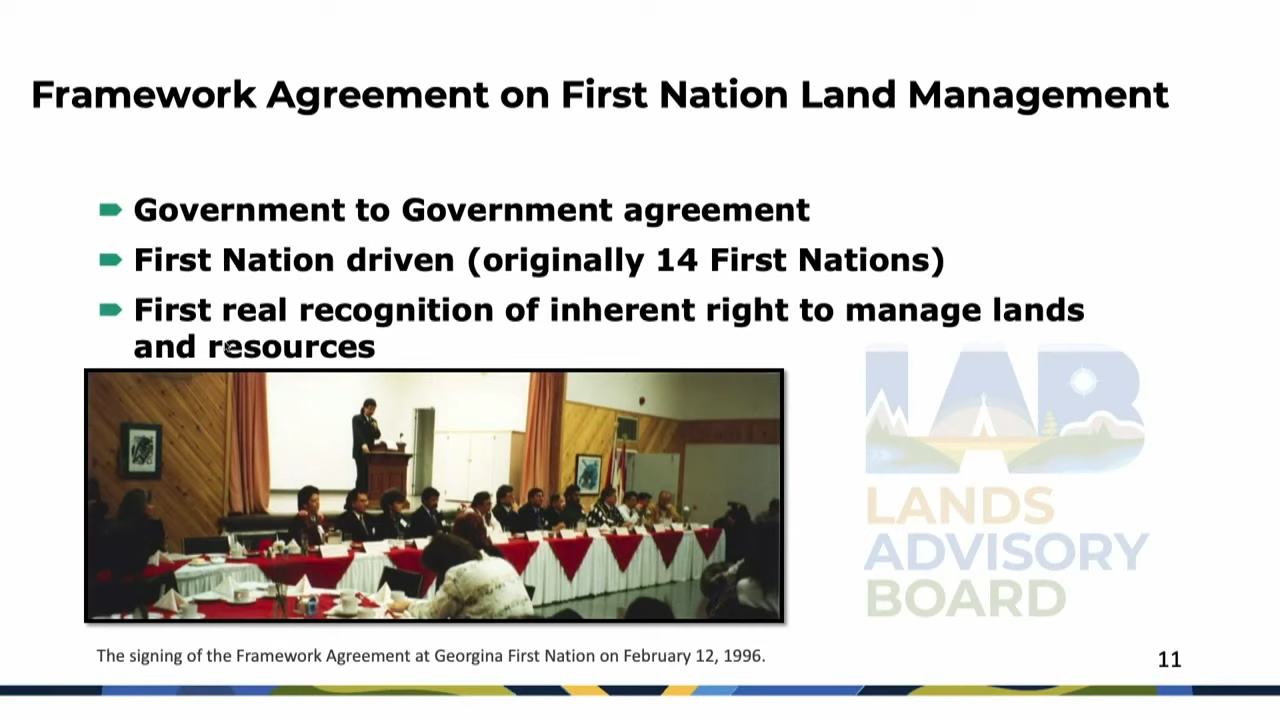 Framework Agreement on First Nation Land Management
Government to Government agreement
First Nation driven (originally 14 First Nations)
First real recognition of inherent right to manage lands
and resources
LAB
LANDS
ADVISORY
BOARD
The signing of the Framework Agreement at Georgina First Nation on February 12, 1996.
11